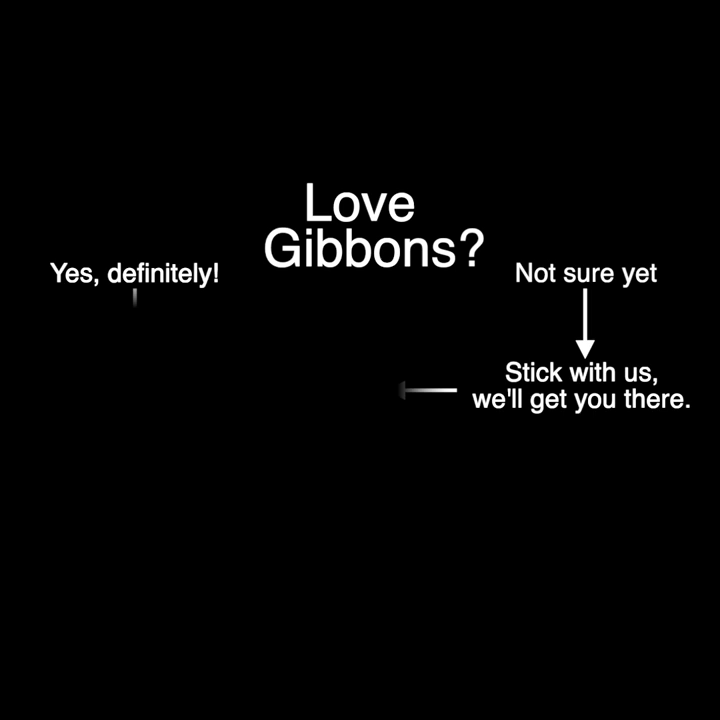 Love
Gibbons?
Yes, definitely!
Not sure yet
Stick with us,
we'll get you there.